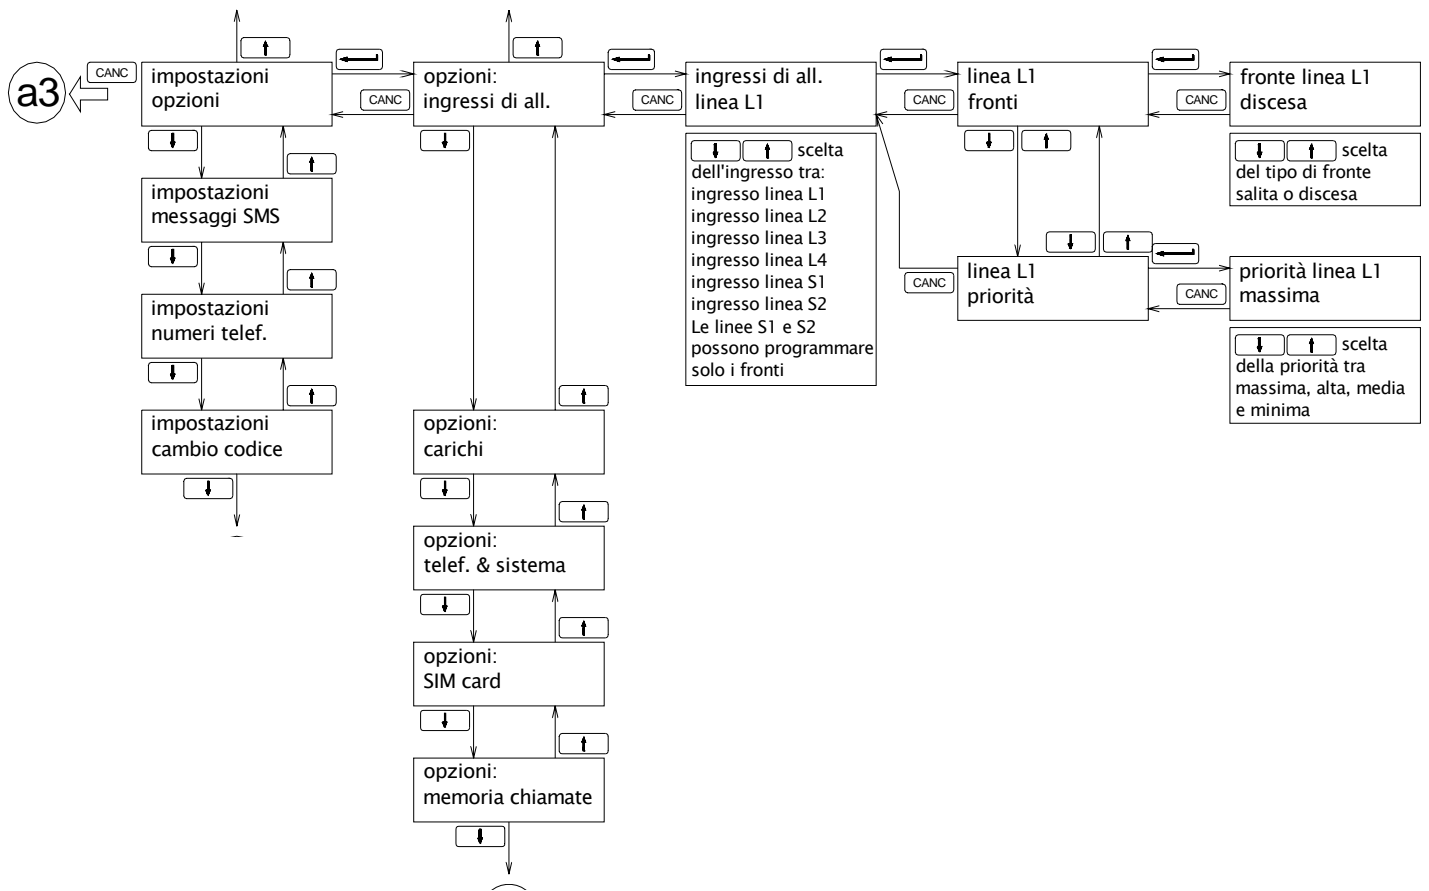 a3
CANC
impostazioni
opzioni
CANC
opzioni:
ingressi di all.
CANC
ingressi di all.
linea L1
CANC
linea L1
fronti
CANC
fronte linea L1
discesa
scelta
dell'ingresso tra:
ingresso linea L1
ingresso linea L2
ingresso linea L3
ingresso linea L4
ingresso linea S1
ingresso linea S2
Le linee S1 e S2
possono programmare
solo i fronti
scelta
del tipo di fronte
salita o discesa
impostazioni
messaggi SMS
CANC
linea L1
priorità
CANC
priorità linea L1
massima
scelta
della priorità tra
massima, alta, media
e minima
impostazioni
numeri telef.
impostazioni
cambio codice
opzioni:
carichi
opzioni:
telef. & sistema
opzioni:
SIM card
opzioni:
memoria chiamate